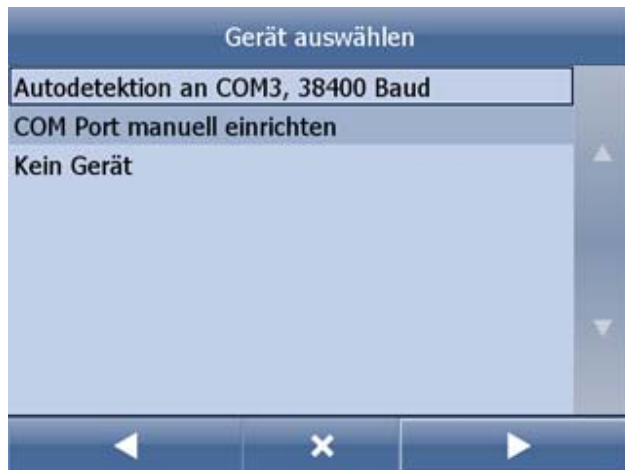 Gerät auswählen
Autodetektion an COM3, 38400 Baud
COM Port manuell einrichten
Kein Gerät